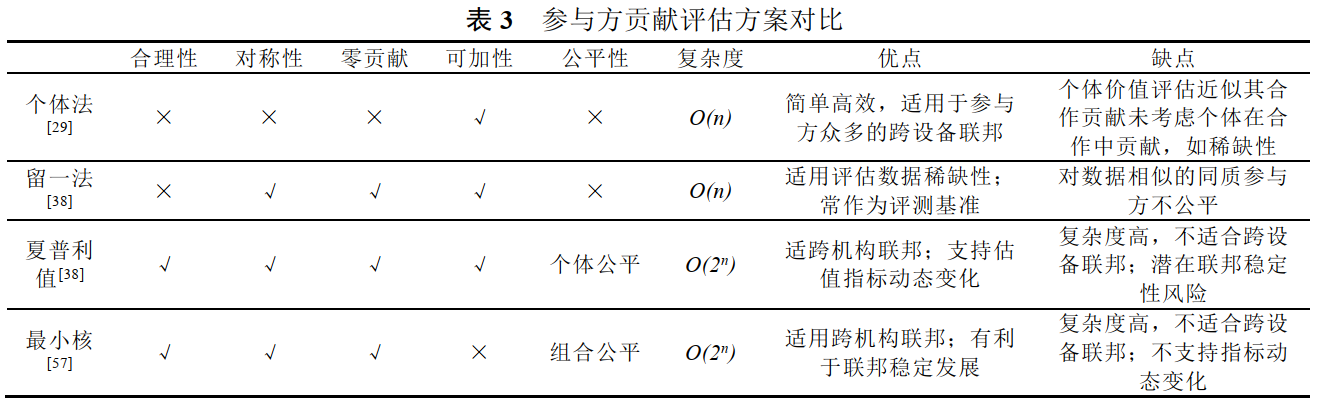 表 3 参与方贡献评估方案对比
合理性 对称性 零贡献 可加性 公平性 复杂度 优点 缺点
个体法
[29]
× × × √ × O(n)
简单高效，适用于参与
方众多的跨设备联邦
个体价值评估近似其合
作贡献未考虑个体在合
作中贡献，如稀缺性
留一法
[38]
× √ √ √ × O(n)
适用评估数据稀缺性；
常作为评测基准
对数据相似的同质参与
方不公平
夏普利
值[38]
√ √ √ √ 个体公平 O(2ⁿ)
适跨机构联邦；支持估
值指标动态变化
复杂度高，不适合跨设
备联邦；潜在联邦稳定
性风险
最小核
[57]
√ √ √ × 组合公平 O(2ⁿ)
适用跨机构联邦；有利
于联邦稳定发展
复杂度高，不适合跨设
备联邦；不支持指标动
态变化